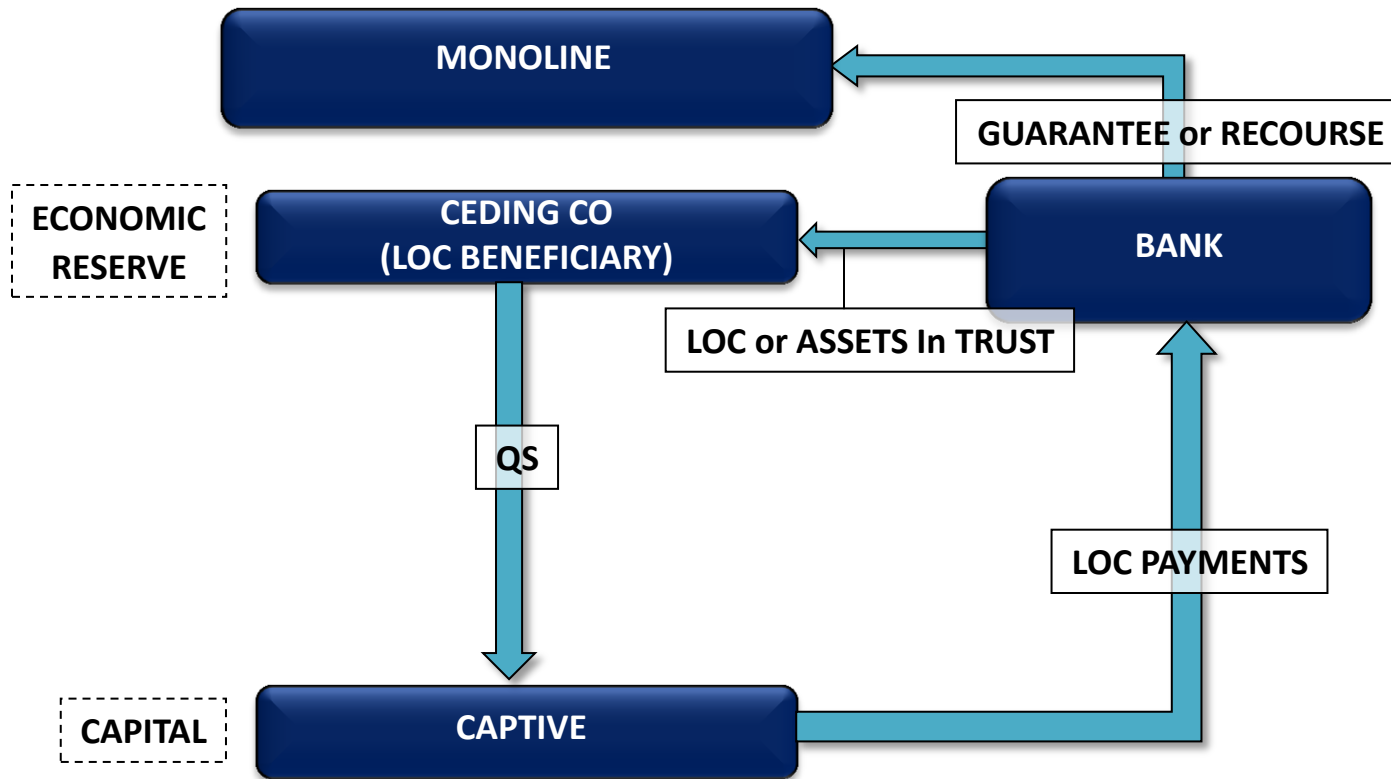 MONOLINE
GUARANTEE or RECOURSE
ECONOMIC
RESERVE
CEDING CO
(LOC BENEFICIARY)
BANK
LOC or ASSETS In TRUST
QS
LOC PAYMENTS
CAPITAL
CAPTIVE